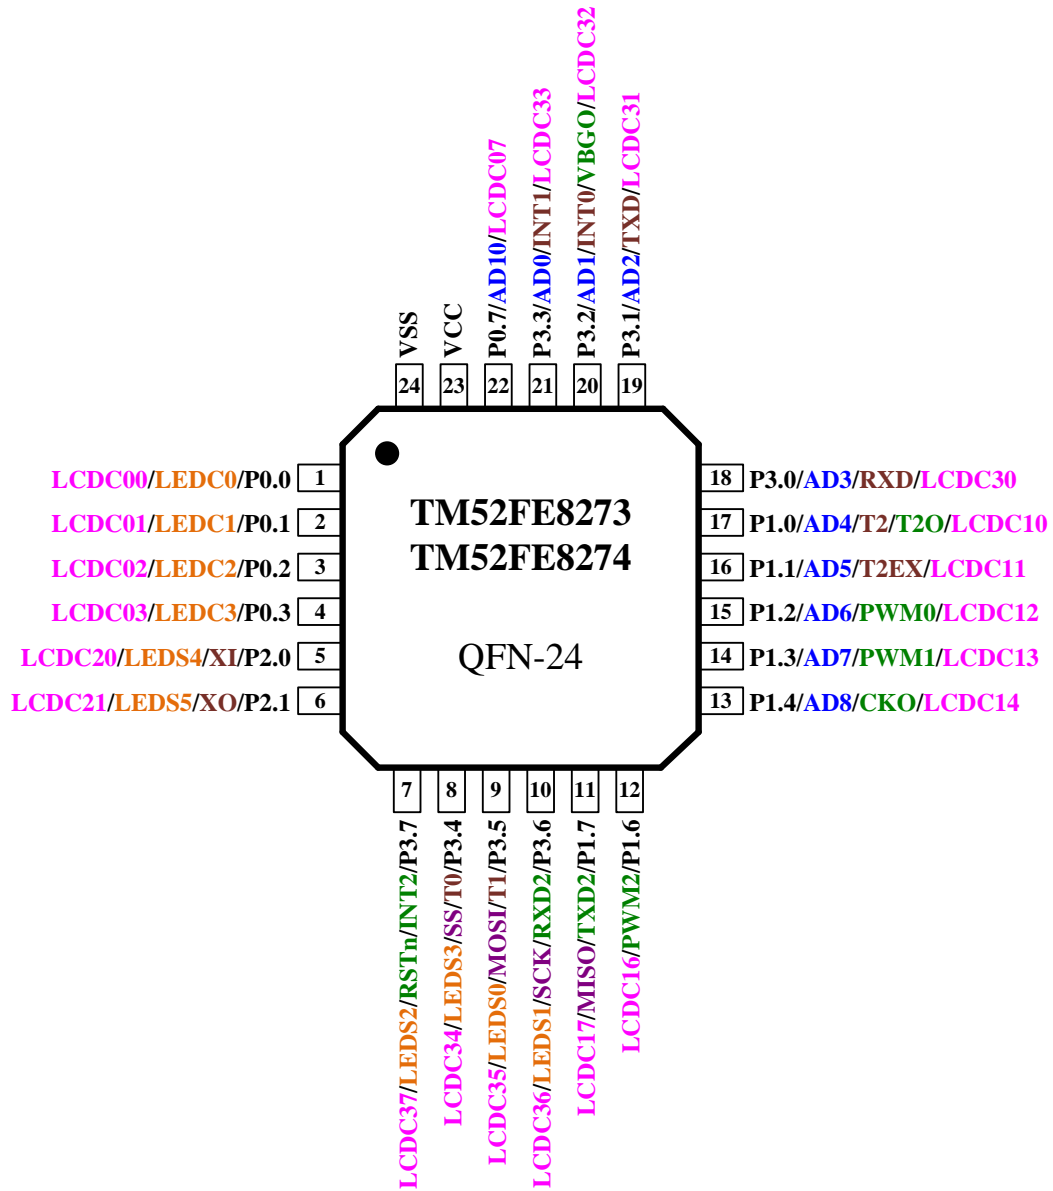 VSS
VCC
P0.7/AD10/LCDC07
P3.3/AD0/INT1/LCDC33
P3.2/AD1/INT0/VBGO/LCDC32
P3.1/AD2/TXD/LCDC31
24
23
22
21
20
19
LCDC00/LEDC0/P0.0 1
LCDC01/LEDC1/P0.1 2
LCDC02/LEDC2/P0.2 3
LCDC03/LEDC3/P0.3 4
LCDC20/LEDS4/XI/P2.0 5
LCDC21/LEDS5/XO/P2.1 6
TM52FE8273
TM52FE8274
QFN-24
18 P3.0/AD3/RXD/LCDC30
17 P1.0/AD4/T2/T2O/LCDC10
16 P1.1/AD5/T2EX/LCDC11
15 P1.2/AD6/PWM0/LCDC12
14 P1.3/AD7/PWM1/LCDC13
13 P1.4/AD8/CKO/LCDC14
7
8
9
10
11
12
LCDC37/LEDS2/RSTn/INT2/P3.7
LCDC34/LEDS3/SS/T0/P3.4
LCDC35/LEDS0/MOSI/T1/P3.5
LCDC36/LEDS1/SCK/RXD2/P3.6
LCDC17/MISO/TXD2/P1.7
LCDC16/PWM2/P1.6